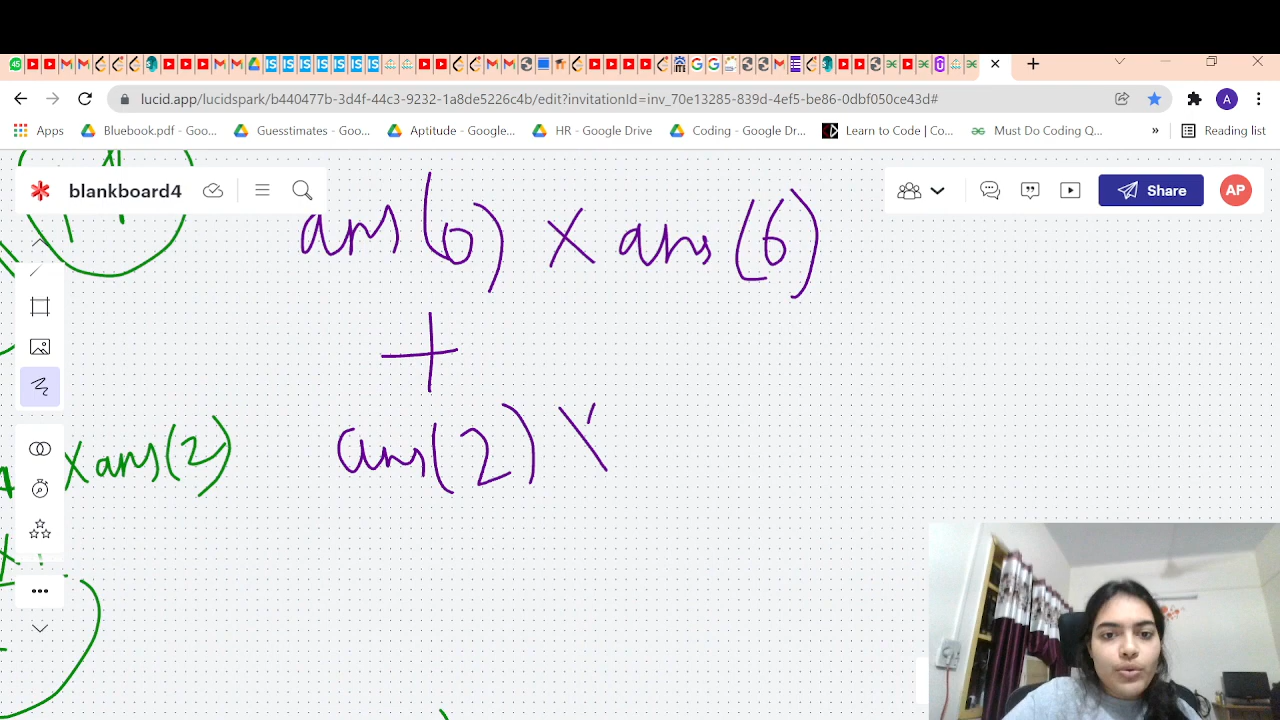 lucid.app/lucidspark/b440477b-3d4f-44c3-9232-1a8de5226c4b/edit?invitationId=inv_70e13285-839d-4ef5-be86-0dbf050ce43d#
A
Apps Bluebook.pdf - Goo... Guesstimates - Goo... Aptitude - Google... HR - Google Drive Coding - Google Dr... Learn to Code | Co... Must Do Coding Q... » Reading list
blankboard4 Share AP
ans(0) X ans(6)
+
X ans(2) ans(2) X